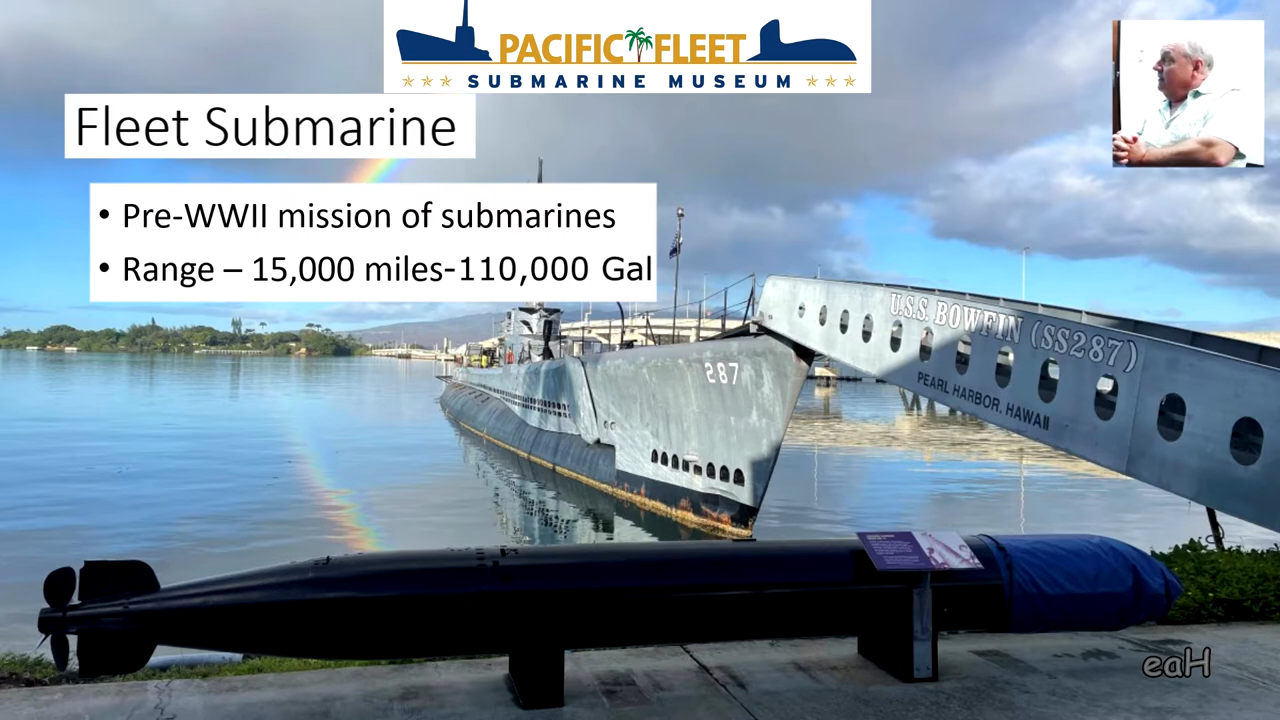 PACIFIC FLEET
SUBMARINE MUSEUM
Fleet Submarine
• Pre-WWII mission of submarines
• Range – 15,000 miles-110,000 Gal
U.S.S. BOWFIN (SS287)
PEARL HARBOR, HAWAII
287
eaH